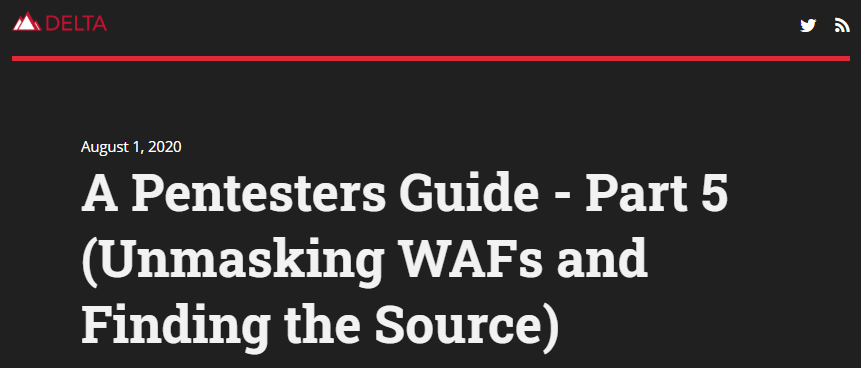 DELTA
August 1, 2020
A Pentesters Guide - Part 5
(Unmasking WAFs and
Finding the Source)